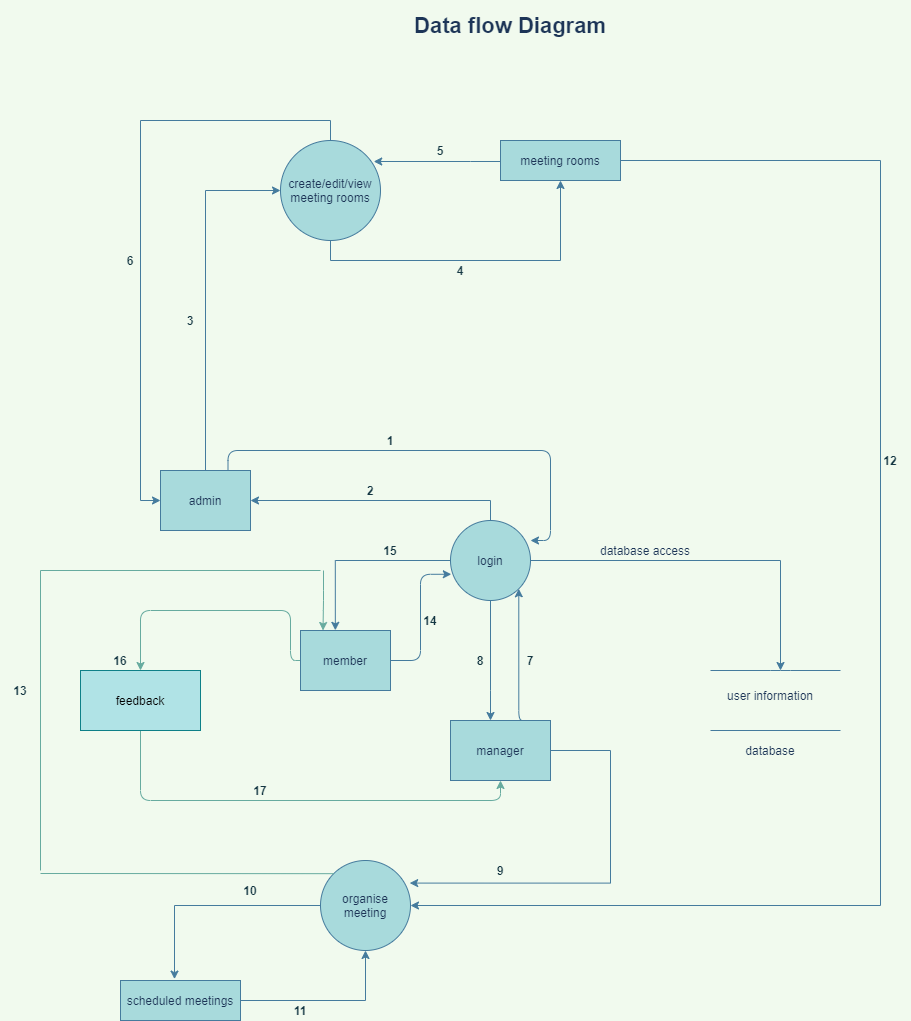 Data flow Diagram
5
meeting rooms
create/edit/view
meeting rooms
6
4
3
1
12
2
admin
15
login
database access
14
16
member
8
7
13
feedback
user information
manager
database
17
9
10
organise
meeting
scheduled meetings
11